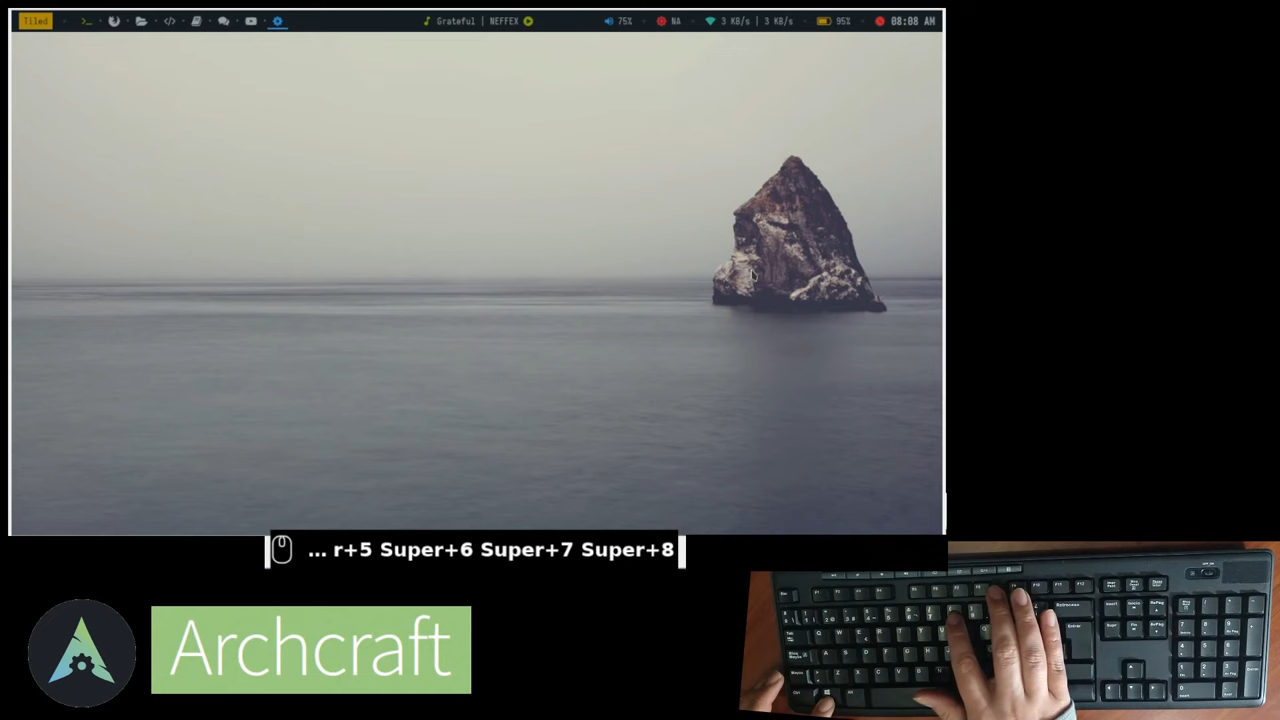 Tiled Grateful | NEFFEX 75% NA 3 KB/s | 3 KB/s 95% 08:08 AM
... r+5 Super+6 Super+7 Super+8
Archcraft